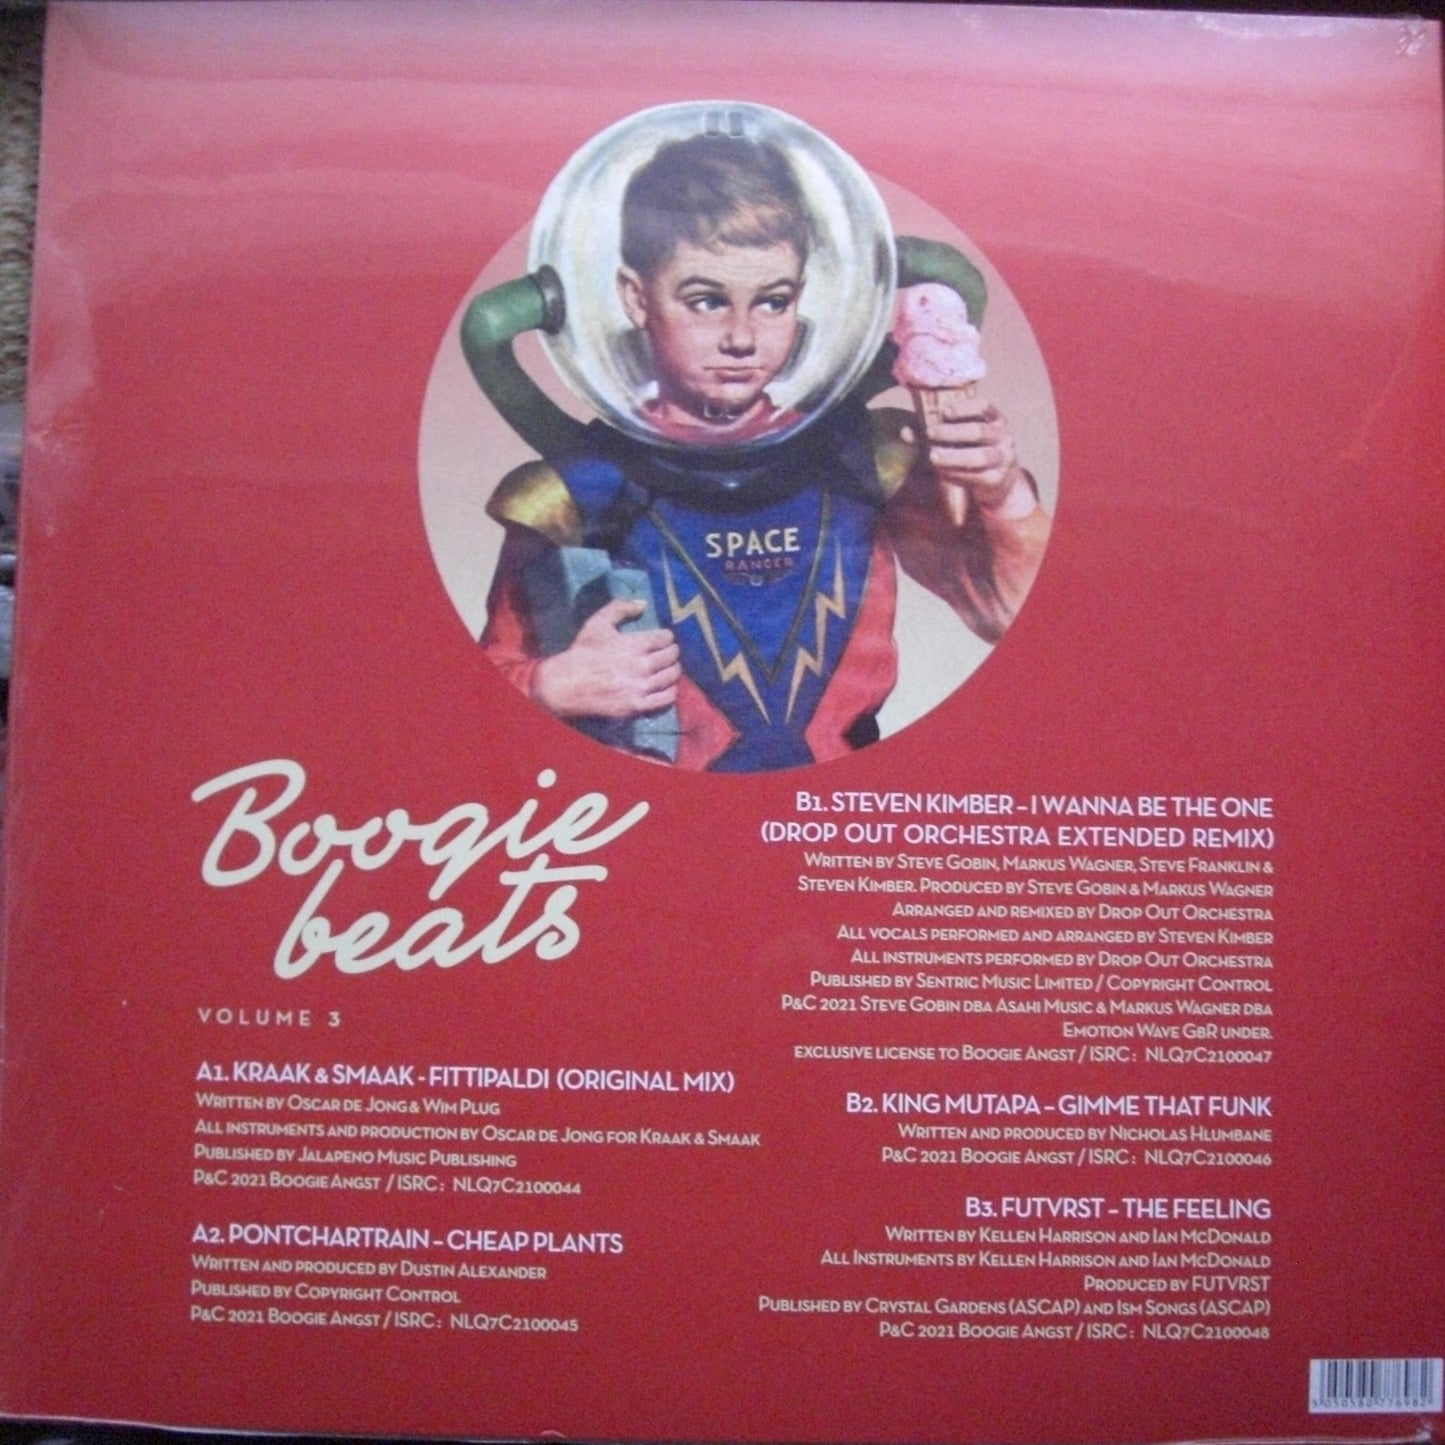 SPACE
RANGER
Boogie
beats
VOLUME 3
A1. KRAAK & SMAAK - FITTIPALDI (ORIGINAL MIX)
WRITTEN BY OSCAR DE JONG & WIM PLUG
ALL INSTRUMENTS AND PRODUCTION BY OSCAR DE JONG FOR KRAAK & SMAAK
PUBLISHED BY JALAPENO MUSIC PUBLISHING
P&C 2021 BOOGIE ANGST / ISRC: NLQ7C2100044
A2. PONTCHARTRAIN – CHEAP PLANTS
WRITTEN AND PRODUCED BY DUSTIN ALEXANDER
PUBLISHED BY COPYRIGHT CONTROL
P&C 2021 BOOGIE ANGST / ISRC: NLQ7C2100045
B1. STEVEN KIMBER – I WANNA BE THE ONE
(DROP OUT ORCHESTRA EXTENDED REMIX)
WRITTEN BY STEVE GOBIN, MARKUS WAGNER, STEVE FRANKLIN &
STEVEN KIMBER. PRODUCED BY STEVE GOBIN & MARKUS WAGNER
ARRANGED AND REMIXED BY DROP OUT ORCHESTRA
ALL VOCALS PERFORMED AND ARRANGED BY STEVEN KIMBER
ALL INSTRUMENTS PERFORMED BY DROP OUT ORCHESTRA
PUBLISHED BY SENTRIC MUSIC LIMITED / COPYRIGHT CONTROL
P&C 2021 STEVE GOBIN DBA ASAHI MUSIC & MARKUS WAGNER DBA
EMOTION WAVE GBR UNDER.
EXCLUSIVE LICENSE TO BOOGIE ANGST / ISRC: NLQ7C2100047
B2. KING MUTAPA – GIMME THAT FUNK
WRITTEN AND PRODUCED BY NICHOLAS HLUMBANE
P&C 2021 BOOGIE ANGST / ISRC: NLQ7C2100046
B3. FUTVRST – THE FEELING
WRITTEN BY KELLEN HARRISON AND IAN MCDONALD
ALL INSTRUMENTS BY KELLEN HARRISON AND IAN MCDONALD
PRODUCED BY FUTVRST
PUBLISHED BY CRYSTAL GARDENS (ASCAP) AND ISM SONGS (ASCAP)
P&C 2021 BOOGIE ANGST / ISRC: NLQ7C2100048
5 050580 776982